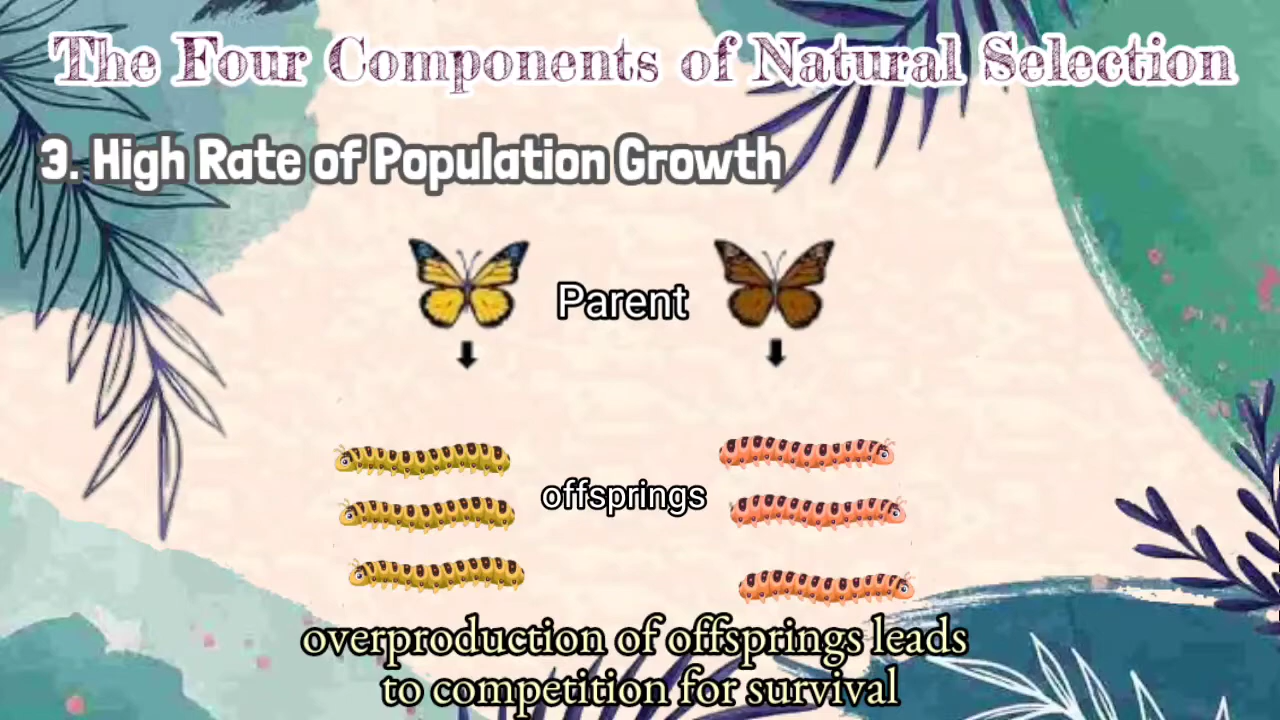 The Four Components of Natural Selection
3. High Rate of Population Growth
Parent
offsprings
overproduction of offsprings leads
to competition for survival